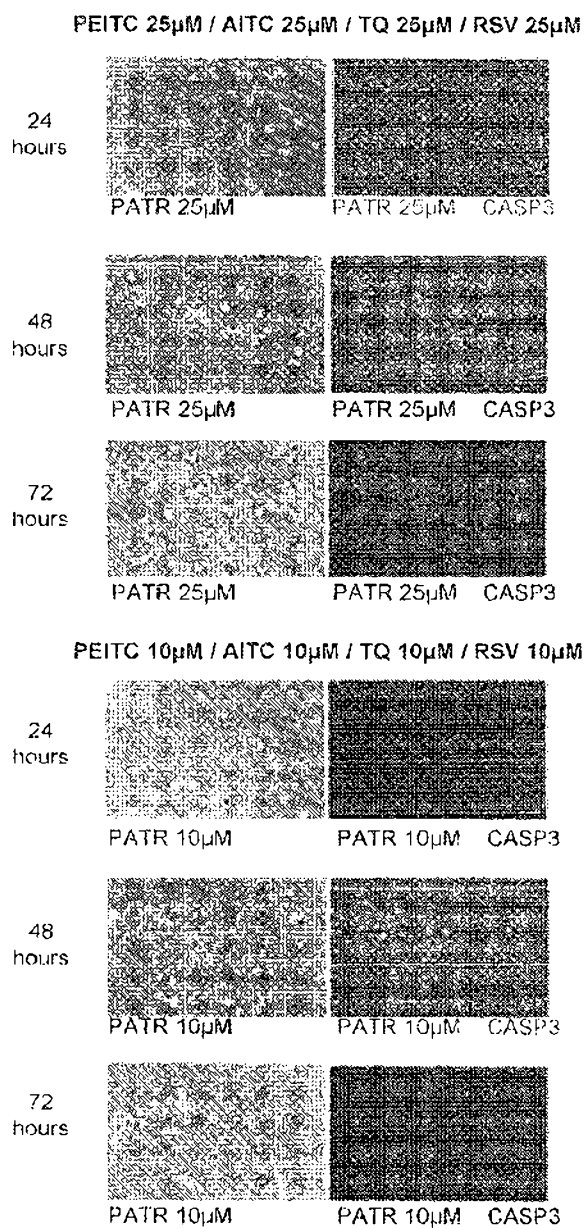 PEITC 25µM / AITC 25µM / TQ 25µM / RSV 25µM
24
hours
PATR 25µM PATR 25µM CASP3
48
hours
PATR 25µM PATR 25µM CASP3
72
hours
PATR 25µM PATR 25µM CASP3
PEITC 10µM / AITC 10µM / TQ 10µM / RSV 10µM
24
hours
PATR 10µM PATR 10µM CASP3
48
hours
PATR 10µM PATR 10µM CASP3
72
hours
PATR 10µM PATR 10µM CASP3